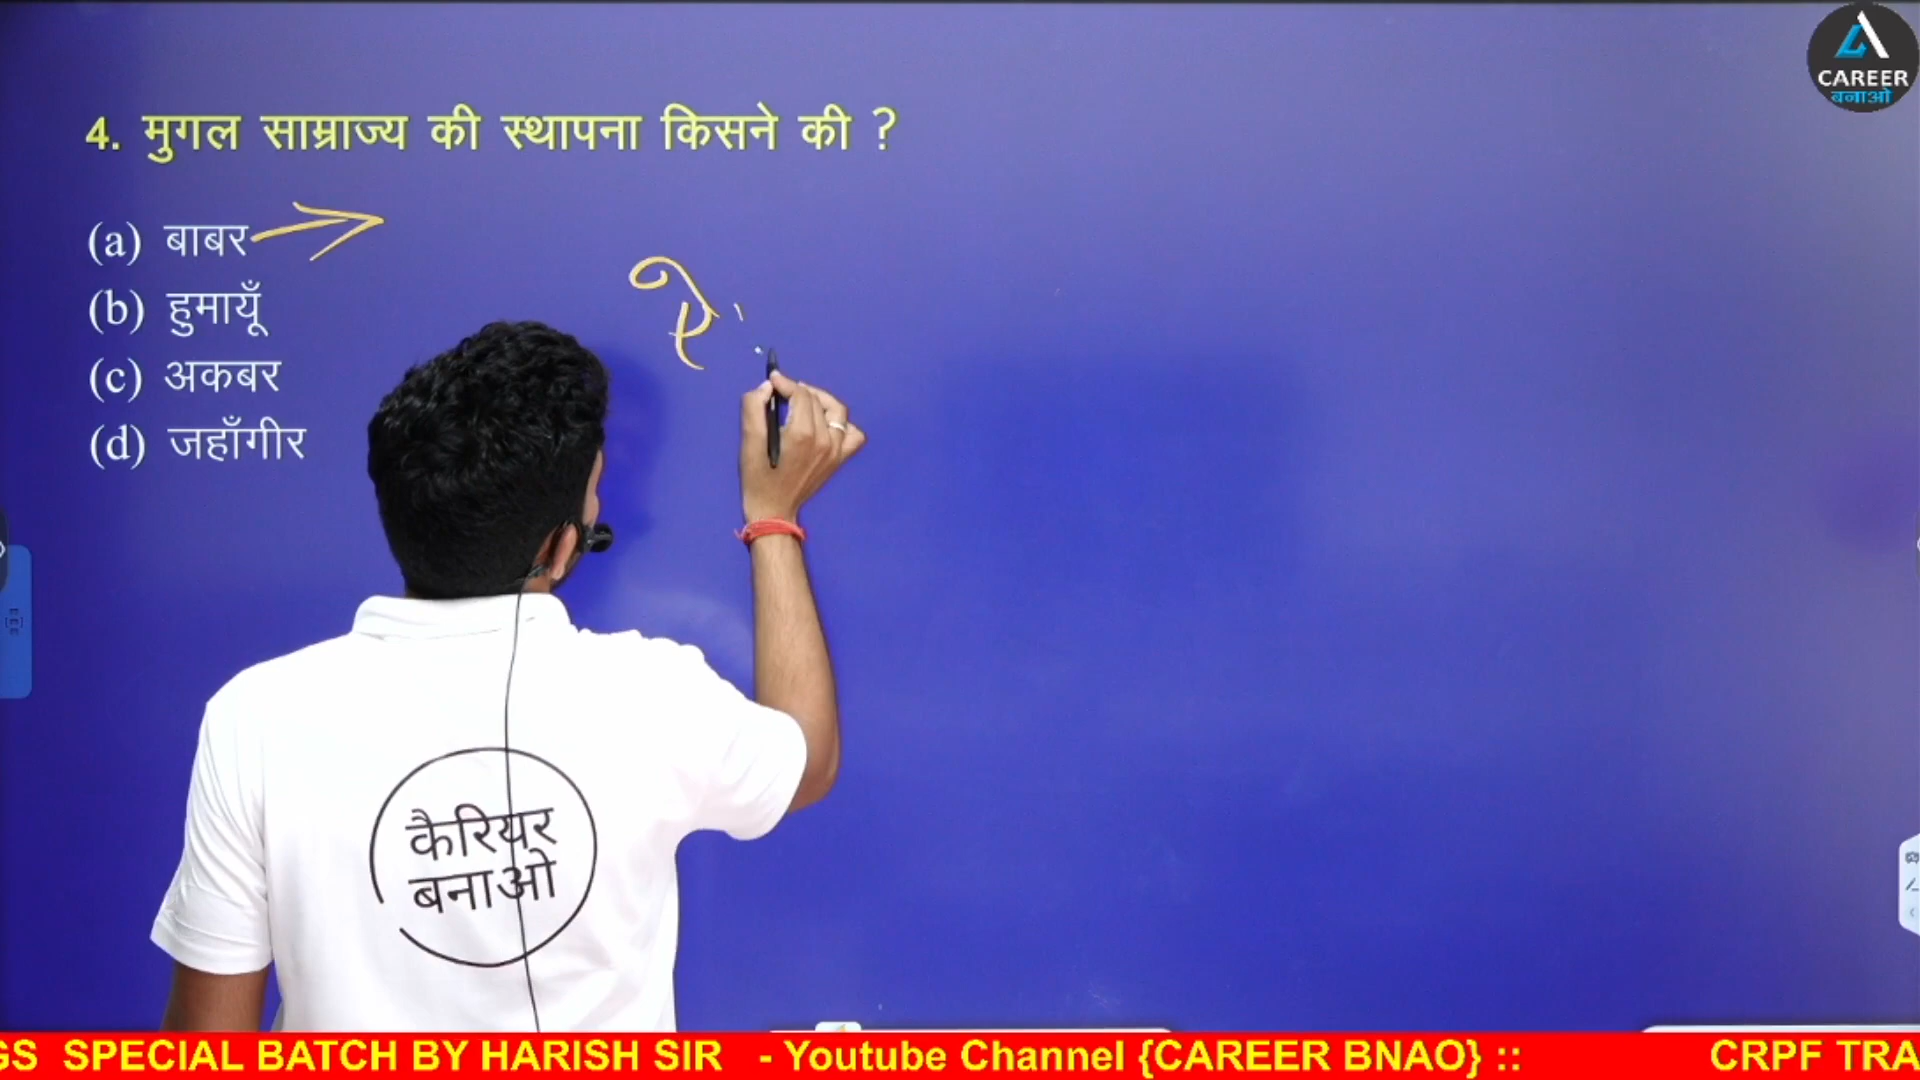 CAREER
बनाओ
4. मुगल साम्राज्य की स्थापना किसने की ?
(a) बाबर
(b) हुमायूँ
(c) अकबर
(d) जहाँगीर
कैरियर
बनाओ
GS SPECIAL BATCH BY HARISH SIR - Youtube Channel {CAREER BNAO} :: CRPF TRA